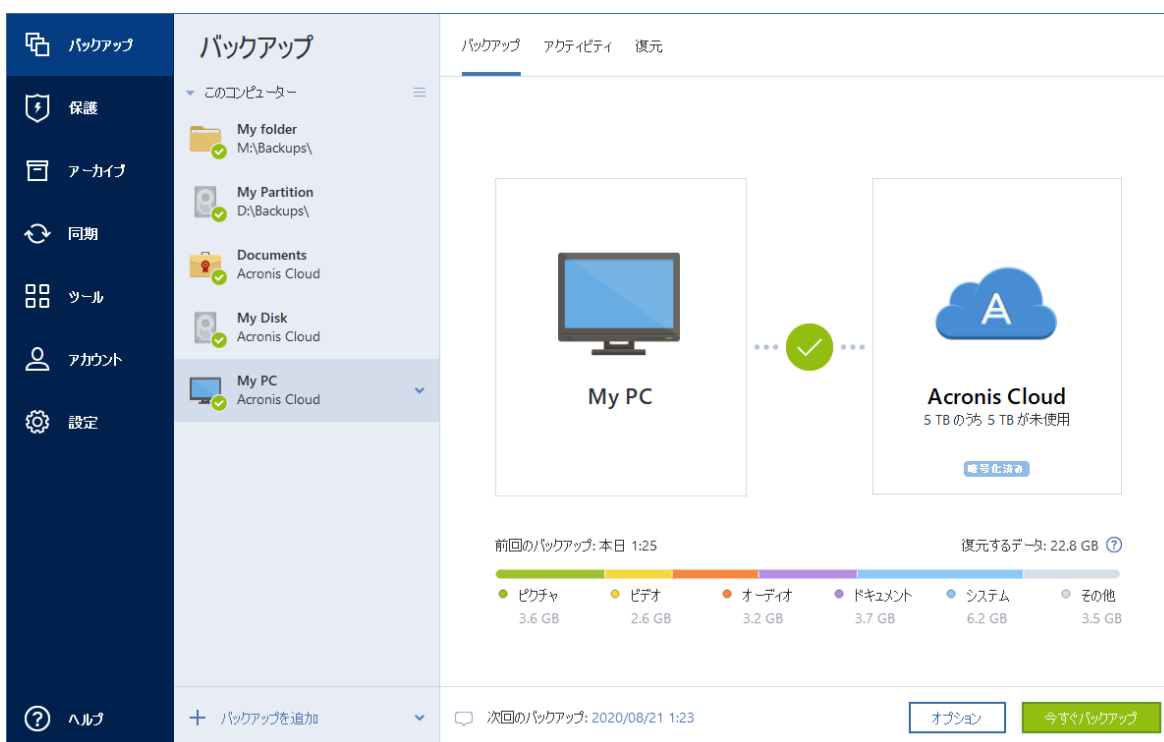 バックアップ
保護
アーカイブ
同期
ツール
アカウント
設定
ヘルプ
バックアップ
このコンピューター
My folder
M:\Backups\
My Partition
D:\Backups\
Documents
Acronis Cloud
My Disk
Acronis Cloud
My PC
Acronis Cloud
バックアップを追加
バックアップ アクティビティ 復元
My PC
A
Acronis Cloud
5 TB のうち 5 TB が未使用
暗号化済み
前回のバックアップ: 本日 1:25
復元するデータ: 22.8 GB ?
ピクチャ ビデオ オーディオ ドキュメント システム その他
3.6 GB 2.6 GB 3.2 GB 3.7 GB 6.2 GB 3.5 GB
次回のバックアップ: 2020/08/21 1:23
オプション
今すぐバックアップ